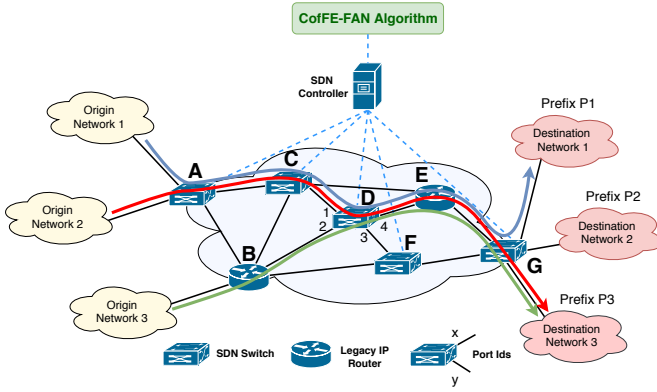 CofFE-FAN Algorithm
SDN
Controller
Origin
Network 1
Prefix P1
Destination
Network 1
A
C
E
D
1
2
3
4
Origin
Network 2
Prefix P2
Destination
Network 2
B
F
G
Origin
Network 3
Prefix P3
Destination
Network 3
SDN Switch
Legacy IP
Router
x
y
Port Ids